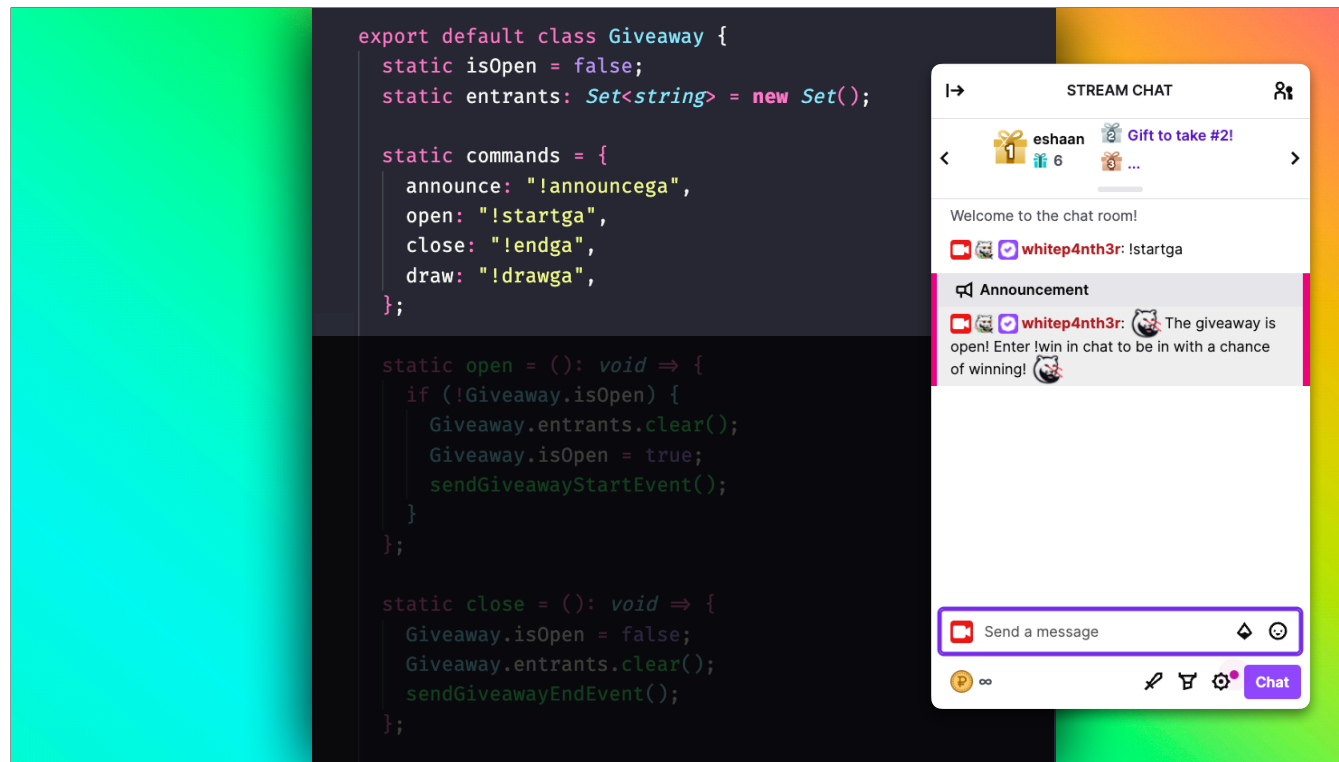 export default class Giveaway {
static isOpen = false;
static entrants: Set<string> = new Set();
static commands = {
announce: "!announcega",
open: "!startga",
close: "!endga",
draw: "!drawga",
};
static open = (): void ⇒ {
if (!Giveaway.isOpen) {
Giveaway.entrants.clear();
Giveaway.isOpen = true;
sendGiveawayStartEvent();
}
};
static close = (): void ⇒ {
Giveaway.isOpen = false;
Giveaway.entrants.clear();
sendGiveawayEndEvent();
};
STREAM CHAT
1
eshaan
6
2 Gift to take #2!
3 ...
Welcome to the chat room!
whitep4nth3r: !startga
Announcement
whitep4nth3r: The giveaway is
open! Enter !win in chat to be in with a chance
of winning!
Send a message
∞
Chat